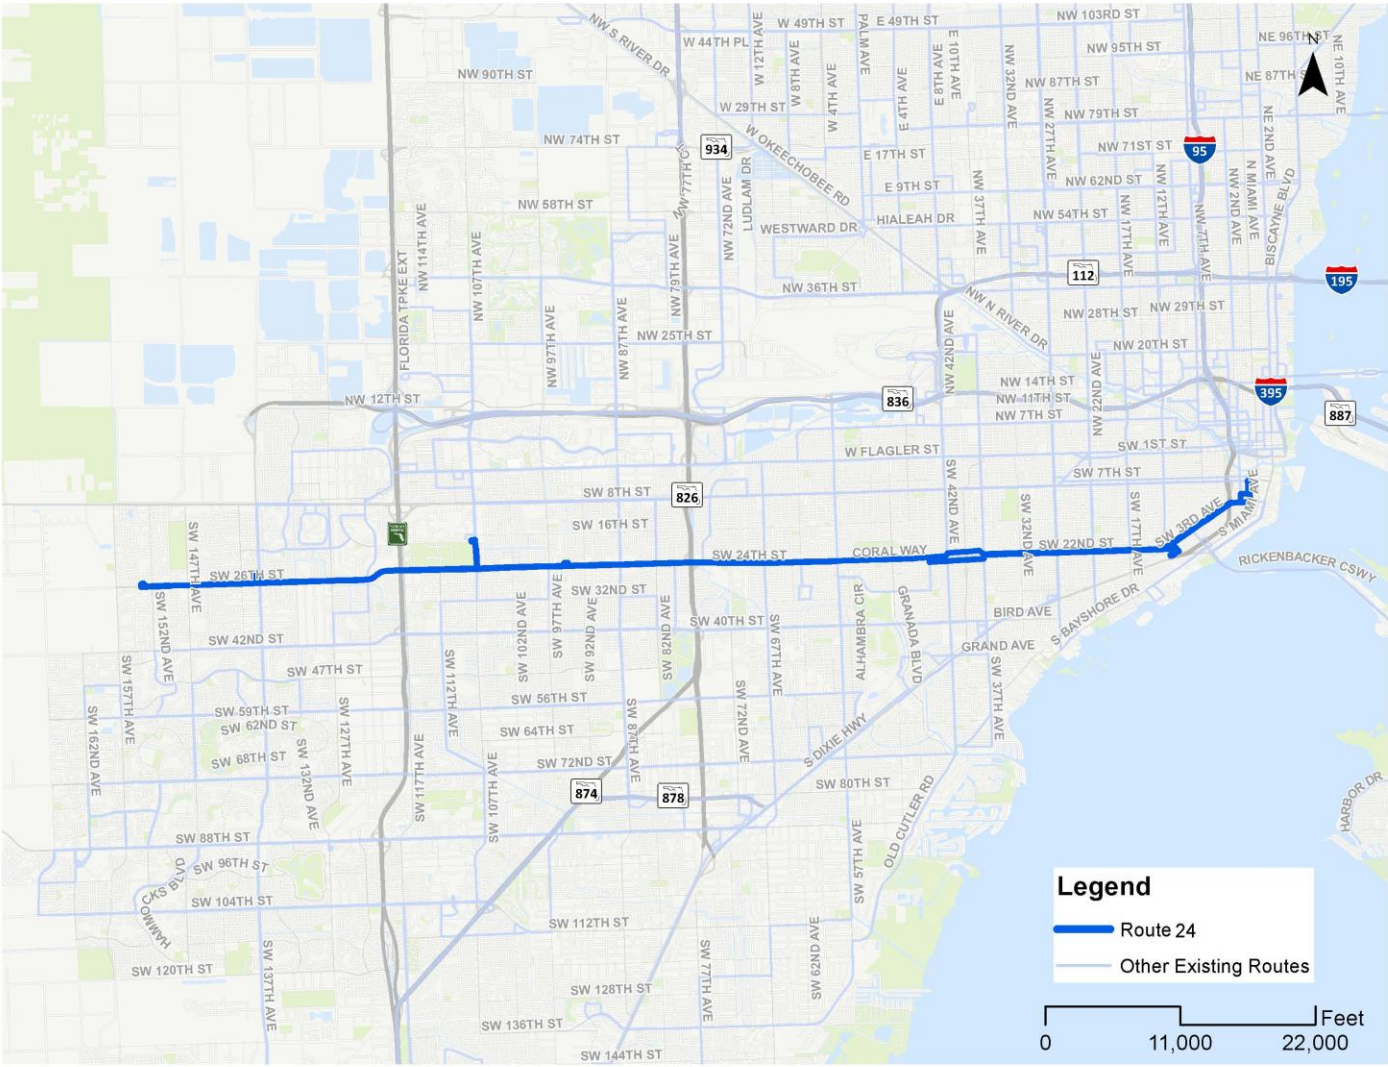 NW 103RD ST
W 49TH ST
E 49TH ST
NW S RIVER DR
W 44TH PL
W 12TH AVE
W 8TH AVE
PALM AVE
E 8TH AVE
E 10TH AVE
NW 95TH ST
NE 96TH ST
N
NE 10TH AVE
NW 90TH ST
W 4TH AVE
E 4TH AVE
NW 32ND AVE
NW 87TH ST
NE 87TH S
W 29TH ST
NW 27TH AVE
NW 79TH ST
NE 2ND AVE
NW 74TH ST
934
W OKEECHOBEE RD
E 17TH ST
NW 71ST ST
95
NW 77TH CT
LUDLAM DR
NW 72ND AVE
E 9TH ST
NW 37TH AVE
NW 62ND ST
NW 12TH AVE
NW 2ND AVE
N MIAMI AVE
BISCAYNE BLVD
NW 58TH ST
WESTWARD DR
HIALEAH DR
NW 54TH ST
NW 17TH AVE
NW 7TH AVE
FLORIDA TPKE EXT
NW 114TH AVE
NW 107TH AVE
NW 79TH AVE
112
195
NW 36TH ST
NW N RIVER DR
NW 97TH AVE
NW 87TH AVE
NW 25TH ST
NW 42ND AVE
NW 28TH ST
NW 29TH ST
NW 20TH ST
NW 22ND AVE
NW 14TH ST
NW 12TH ST
836
NW 11TH ST
395
NW 7TH ST
887
W FLAGLER ST
SW 1ST ST
SW 7TH ST
SW 8TH ST
826
SW 42ND AVE
SW 32ND AVE
SW 17TH AVE
SW 3RD AVE
S MIAMI AVE
SW 147TH AVE
SW 16TH ST
SW 24TH ST
CORAL WAY
SW 22ND ST
RICKENBACKER CSWY
SW 26TH ST
SW 32ND ST
SW 152ND AVE
SW 102ND AVE
SW 97TH AVE
SW 92ND AVE
SW 82ND AVE
SW 40TH ST
SW 67TH AVE
ALHAMBRA CIR
GRANADA BLVD
BIRD AVE
S BAYSHORE DR
SW 42ND ST
GRAND AVE
SW 157TH AVE
SW 47TH ST
SW 112TH AVE
SW 37TH AVE
SW 162ND AVE
SW 59TH ST
SW 62ND ST
SW 127TH AVE
SW 56TH ST
SW 87TH AVE
SW 72ND AVE
SW 64TH ST
S DIXIE HWY
SW 68TH ST
SW 132ND AVE
SW 117TH AVE
SW 107TH AVE
SW 72ND ST
874
878
SW 80TH ST
OLD CUTLER RD
HARBOR DR
SW 88TH ST
SW 57TH AVE
SW 96TH ST
HAMMOCKS BLVD
SW 104TH ST
SW 112TH ST
SW 62ND AVE
SW 120TH ST
SW 137TH AVE
SW 77TH AVE
SW 128TH ST
SW 136TH ST
SW 144TH ST
Legend
Route 24
Other Existing Routes
Feet
0 11,000 22,000